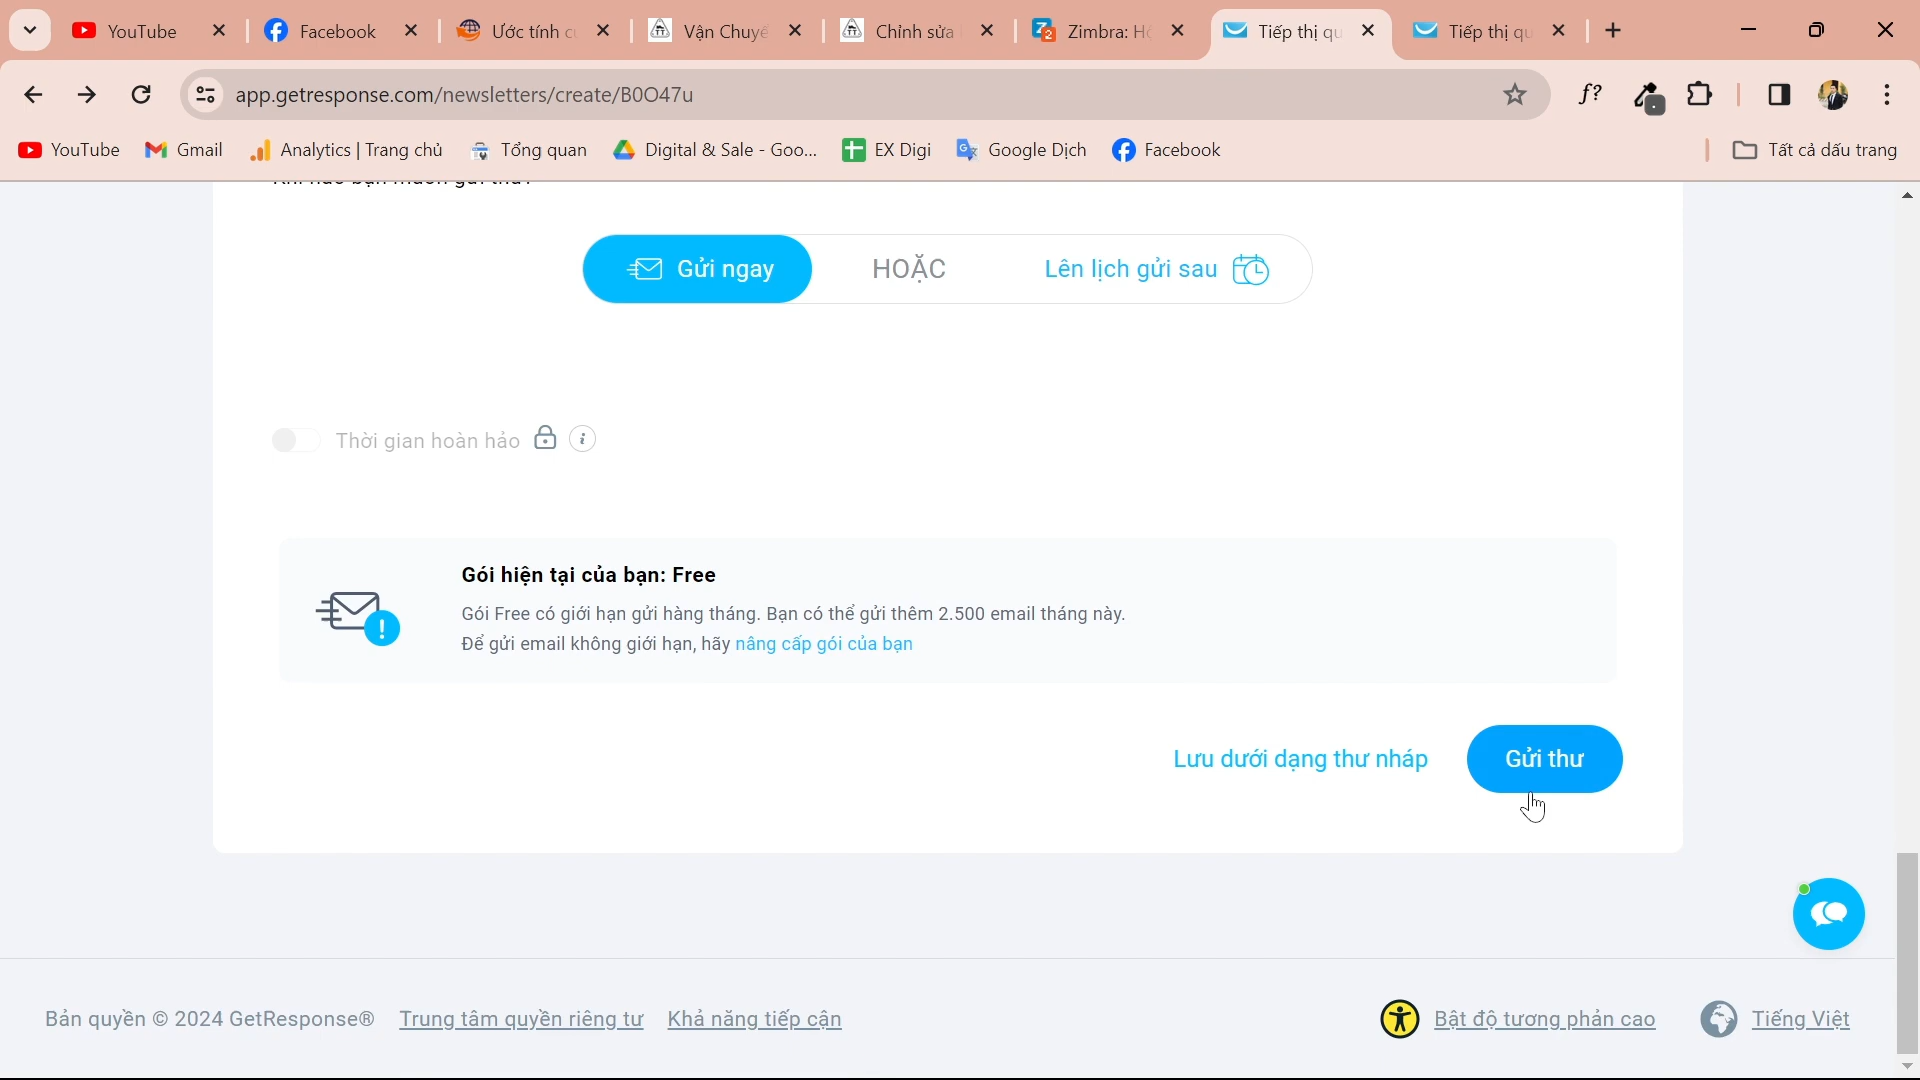 YouTube
Facebook
Ước tính cu
Vận Chuyể
Chỉnh sửa
Zimbra: Hộ
Tiếp thị qu
Tiếp thị qu
app.getresponse.com/newsletters/create/B0O47u
f?
YouTube
Gmail
Analytics | Trang chủ
Tổng quan
Digital & Sale - Goo...
EX Digi
Google Dịch
Facebook
Tất cả dấu trang
Gửi ngay
HOẶC
Lên lịch gửi sau
Thời gian hoàn hảo
Gói hiện tại của bạn: Free
Gói Free có giới hạn gửi hàng tháng. Bạn có thể gửi thêm 2.500 email tháng này.
Để gửi email không giới hạn, hãy nâng cấp gói của bạn
Lưu dưới dạng thư nháp
Gửi thư
Bản quyền © 2024 GetResponse®
Trung tâm quyền riêng tư
Khả năng tiếp cận
Bật độ tương phản cao
Tiếng Việt